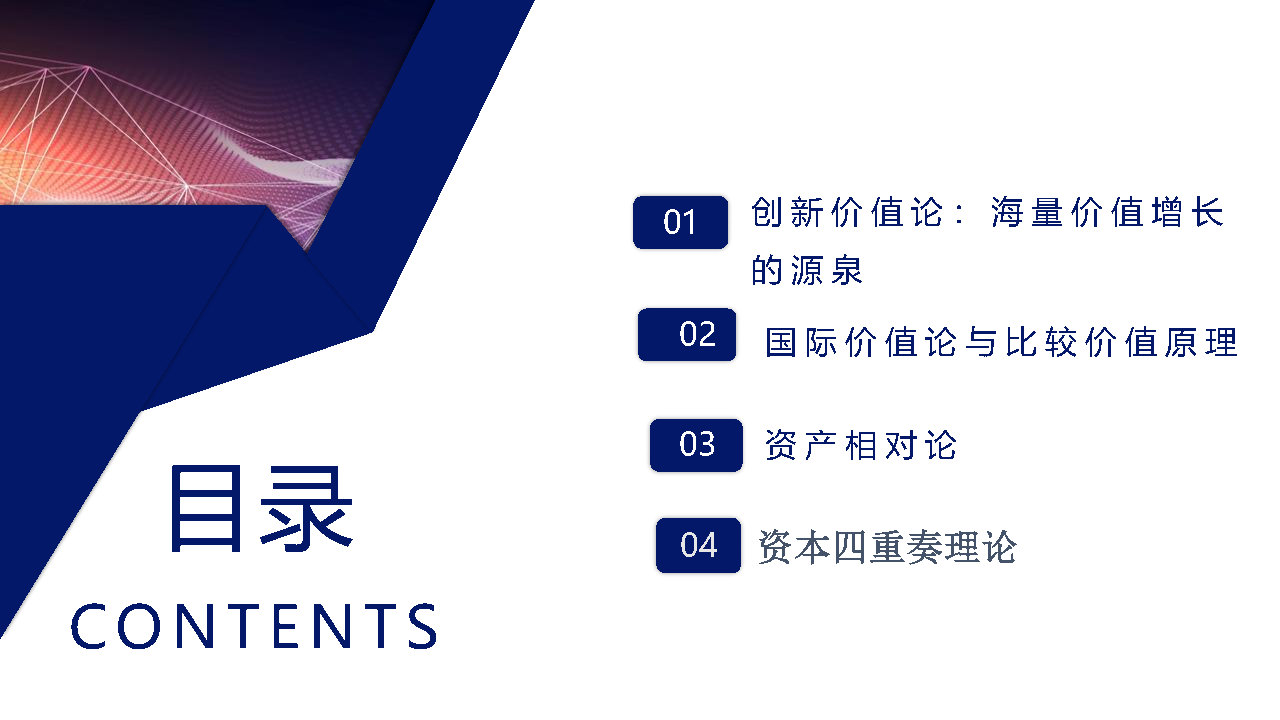 目录
CONTENTS
01
创新价值论：海量价值增长
的源泉
02
国际价值论与比较价值原理
03
资产相对论
04
资本四重奏理论